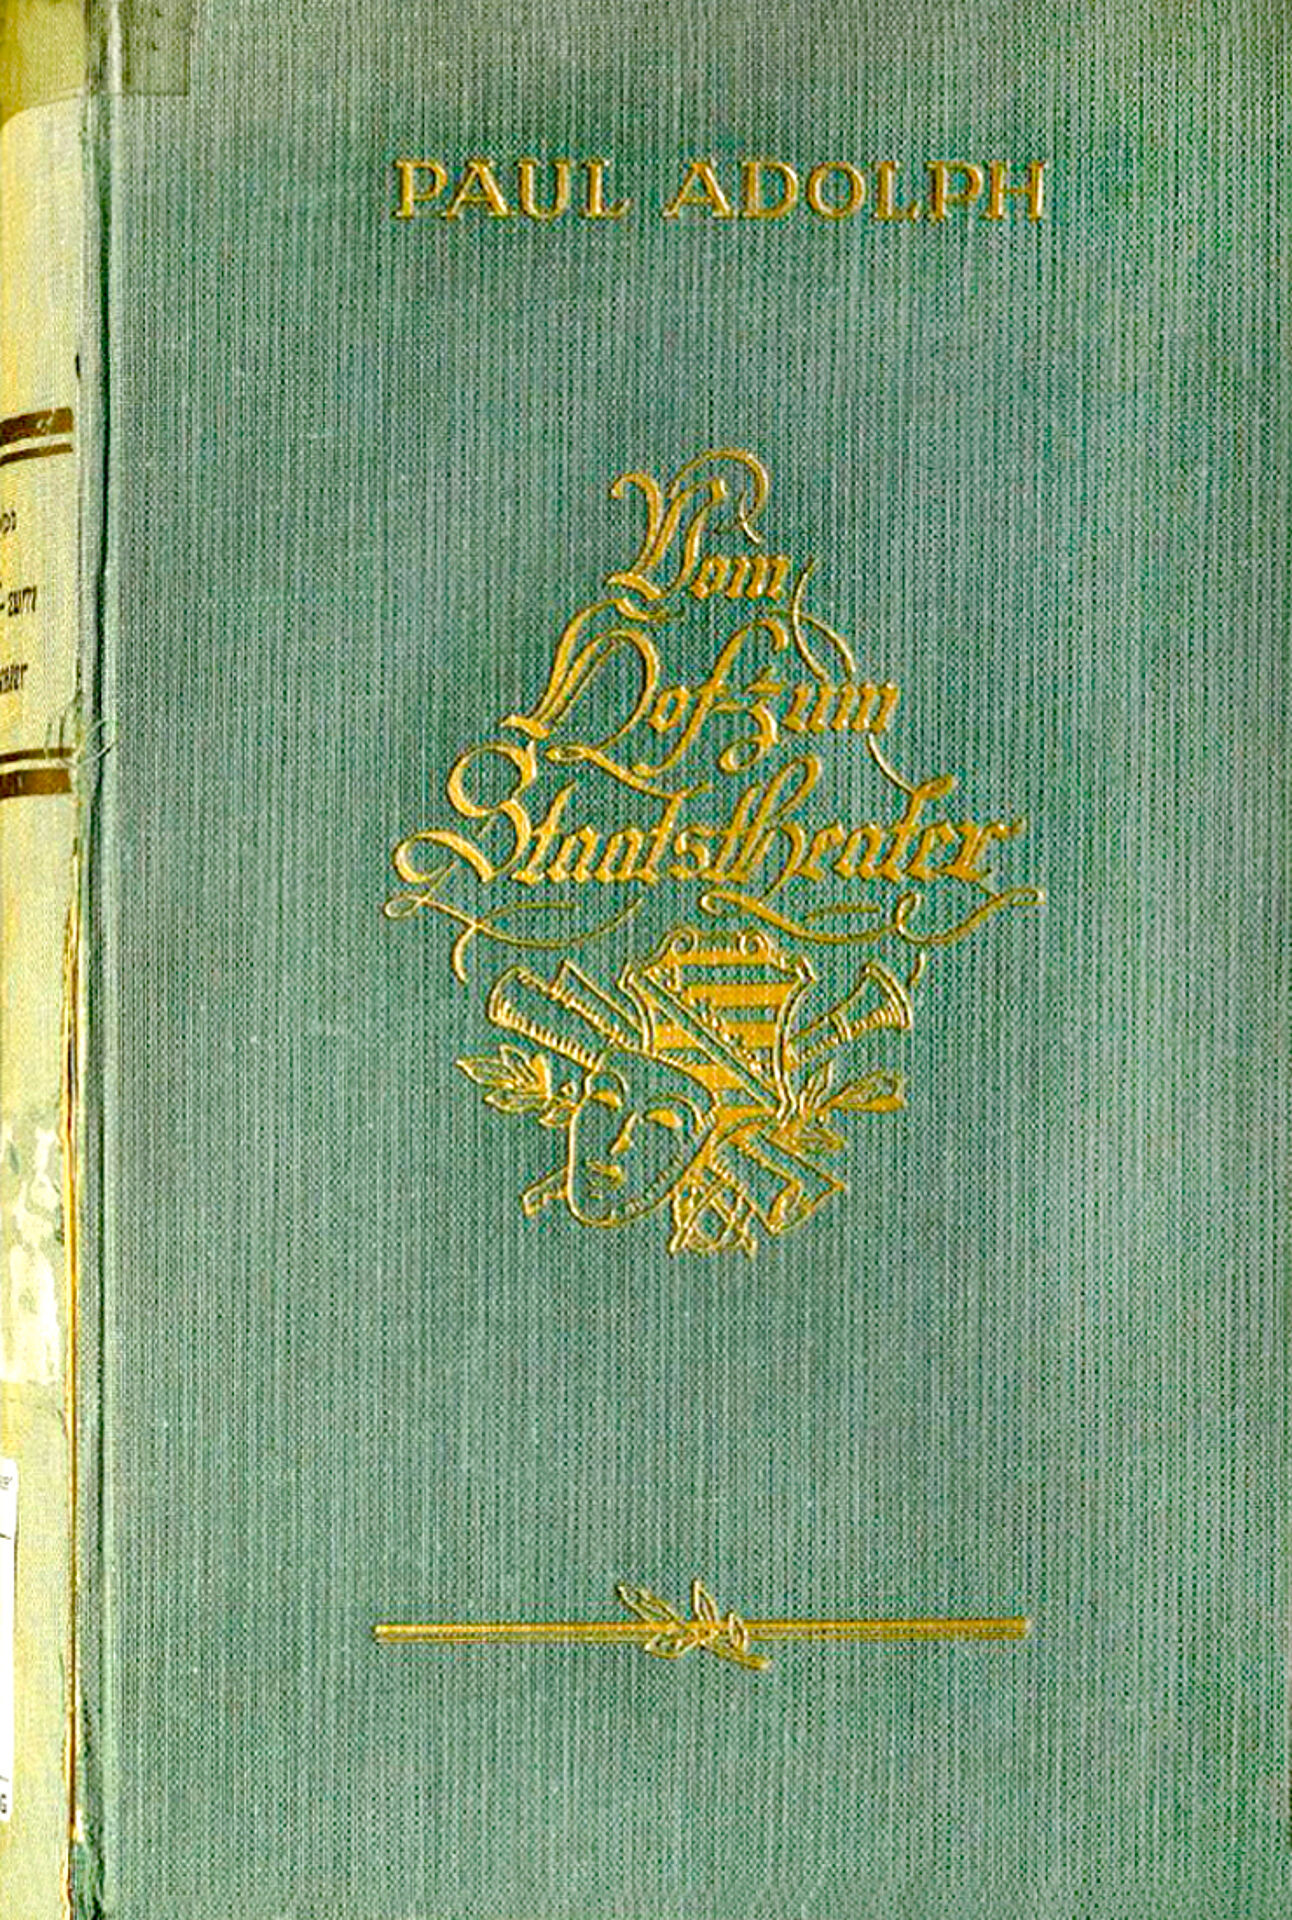 PAUL ADOLPH
Vom
Hof- zum
Staatstheater